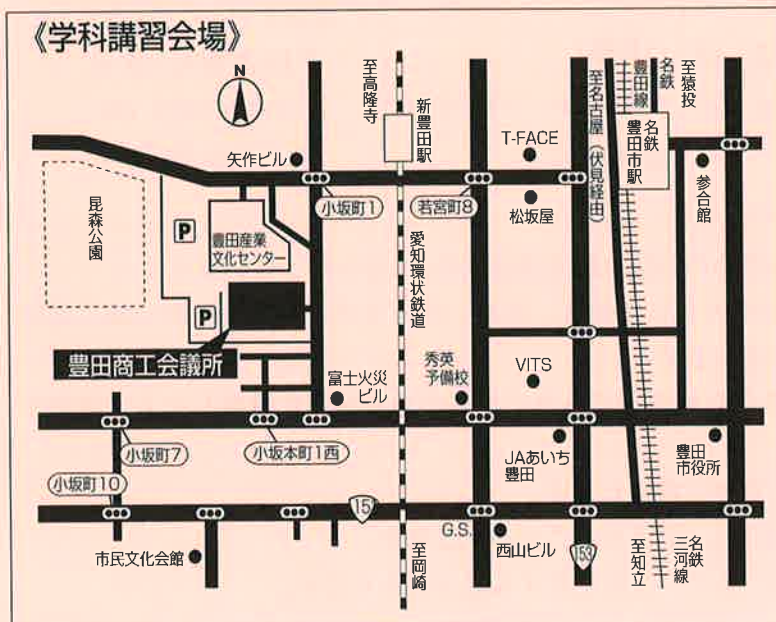 《学科講習会場》
N
至高隆寺
新豊田駅
矢作ビル
T-FACE
至名古屋(伏見経由)
豊田線
名鉄
至猿投
名鉄
豊田市駅
参合館
小坂町1
若宮町8
松坂屋
昆森公園
P
豊田産業
文化センター
愛知環状鉄道
P
豊田商工会議所
富士火災
ビル
秀英
予備校
VITS
小坂町7
小坂本町1西
JAあいち
豊田
豊田
市役所
小坂町10
15
G.S.
西山ビル
153
市民文化会館
至岡崎
至知立
名鉄
三河線